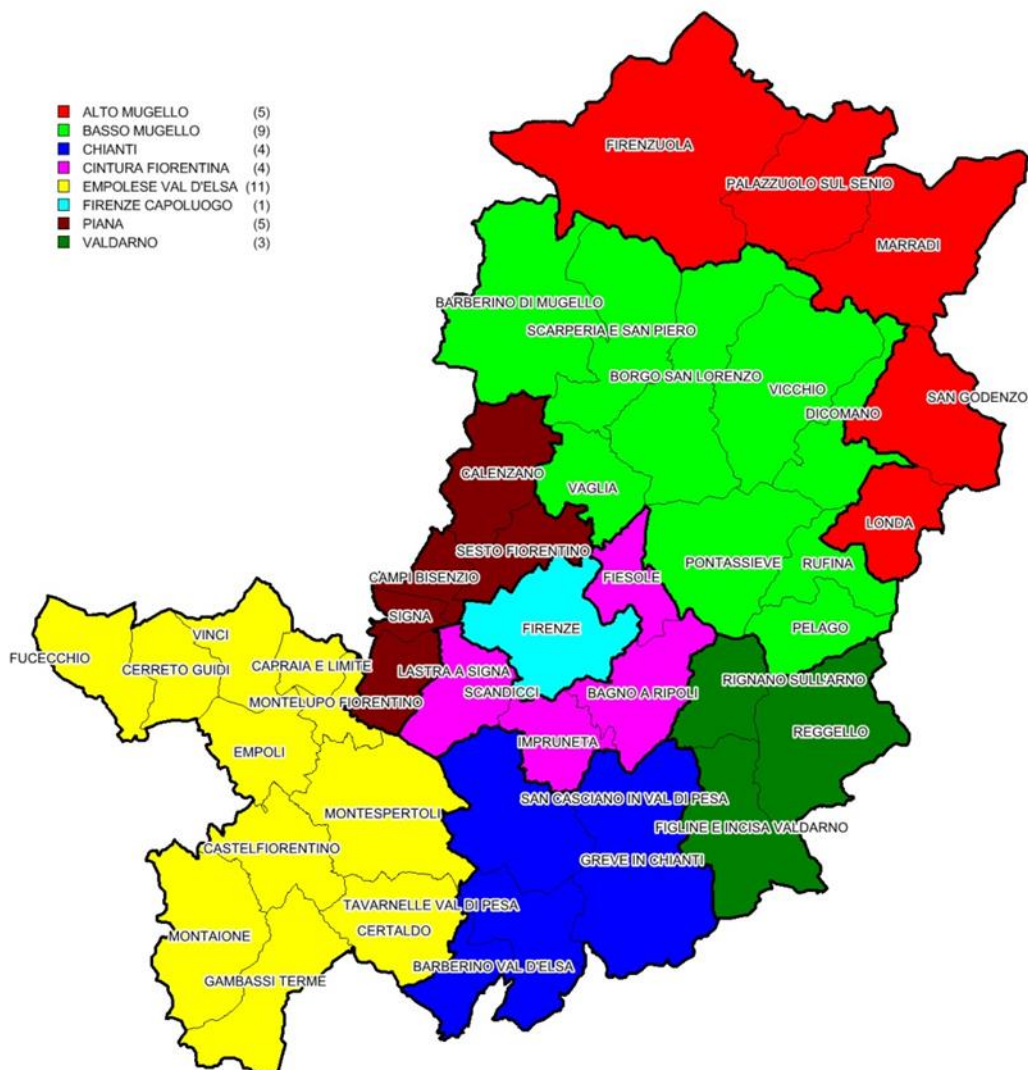 ALTO MUGELLO (5)
BASSO MUGELLO (9)
CHIANTI (4)
CINTURA FIORENTINA (4)
EMPOLESE VAL D'ELSA (11)
FIRENZE CAPOLUOGO (1)
PIANA (5)
VALDARNO (3)
FIRENZUOLA
PALAZZUOLO SUL SENIO
MARRADI
BARBERINO DI MUGELLO
SCARPERIA E SAN PIERO
BORGO SAN LORENZO
VICCHIO
SAN GODENZO
DICOMANO
CALENZANO
VAGLIA
LONDA
SESTO FIORENTINO
PONTASSIEVE
RUFINA
CAMPI BISENZIO
FIESOLE
SIGNA
FIRENZE
PELAGO
VINCI
FUCECCHIO
CERRETO GUIDI
CAPRAIA E LIMITE
LASTRA A SIGNA
SCANDICCI
BAGNO A RIPOLI
RIGNANO SULL'ARNO
MONTELUPO FIORENTINO
REGGELLO
IMPRUNETA
EMPOLI
SAN CASCIANO IN VAL DI PESA
MONTESPERTOLI
FIGLINE E INCISA VALDARNO
CASTELFIORENTINO
GREVE IN CHIANTI
TAVARNELLE VAL DI PESA
CERTALDO
MONTAIONE
BARBERINO VAL D'ELSA
GAMBASSI TERME